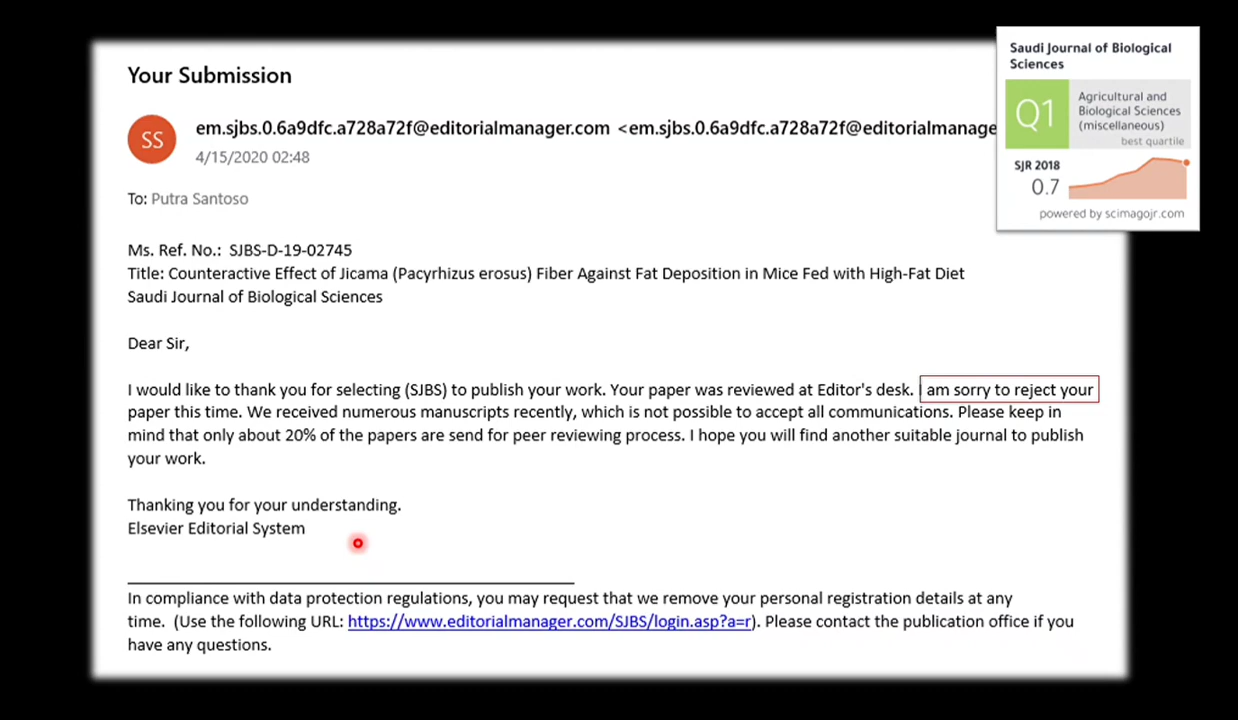 Your Submission
SS
em.sjbs.0.6a9dfc.a728a72f@editorialmanager.com <em.sjbs.0.6a9dfc.a728a72f@editorialmanage
4/15/2020 02:48
To: Putra Santoso
Ms. Ref. No.: SJBS-D-19-02745
Title: Counteractive Effect of Jicama (Pacyrhizus erosus) Fiber Against Fat Deposition in Mice Fed with High-Fat Diet
Saudi Journal of Biological Sciences
Dear Sir,
I would like to thank you for selecting (SJBS) to publish your work. Your paper was reviewed at Editor's desk. I am sorry to reject your
paper this time. We received numerous manuscripts recently, which is not possible to accept all communications. Please keep in
mind that only about 20% of the papers are send for peer reviewing process. I hope you will find another suitable journal to publish
your work.
Thanking you for your understanding.
Elsevier Editorial System
In compliance with data protection regulations, you may request that we remove your personal registration details at any
time. (Use the following URL: https://www.editorialmanager.com/SJBS/login.asp?a=r). Please contact the publication office if you
have any questions.
Saudi Journal of Biological
Sciences
Q1
Agricultural and
Biological Sciences
(miscellaneous)
best quartile
SJR 2018
0.7
powered by scimagojr.com